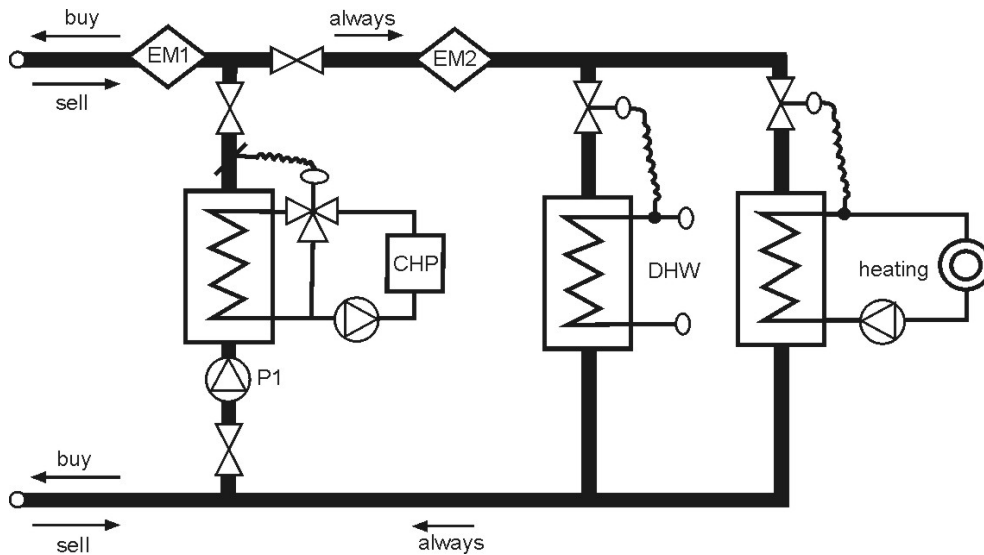 buy
always
EM1
EM2
sell
CHP
DHW
heating
P1
buy
sell
always